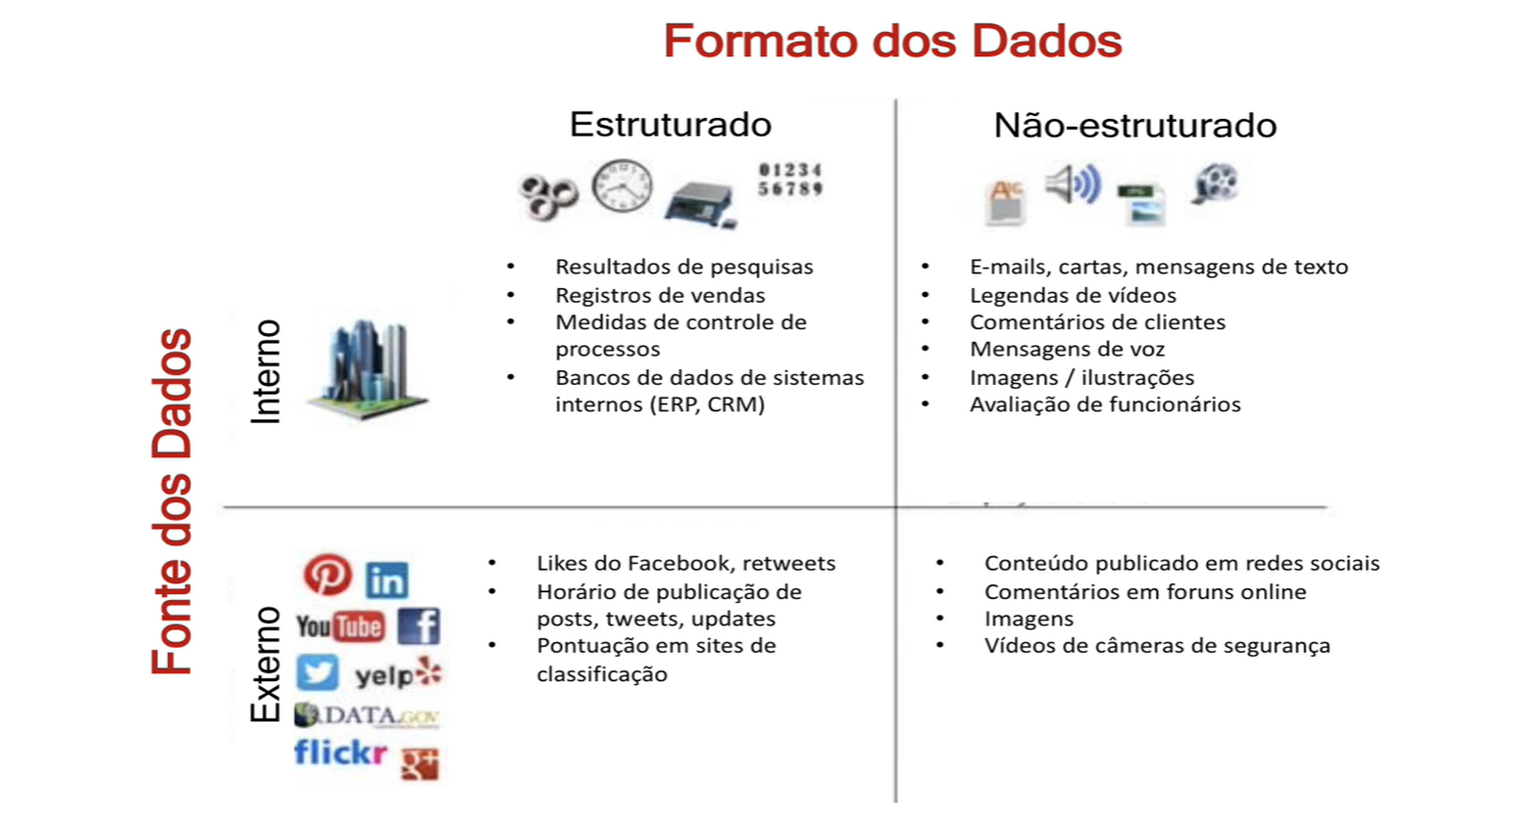 Formato dos Dados
Estruturado
Não-estruturado
01234
56789
ABC
JPG
Fonte dos Dados
Interno
• Resultados de pesquisas
• Registros de vendas
• Medidas de controle de
processos
• Bancos de dados de sistemas
internos (ERP, CRM)
• E-mails, cartas, mensagens de texto
• Legendas de vídeos
• Comentários de clientes
• Mensagens de voz
• Imagens / ilustrações
• Avaliação de funcionários
Externo
in
YouTube
f
yelp
DATA.GOV
flickr
g+
• Likes do Facebook, retweets
• Horário de publicação de
posts, tweets, updates
• Pontuação em sites de
classificação
• Conteúdo publicado em redes sociais
• Comentários em foruns online
• Imagens
• Vídeos de câmeras de segurança